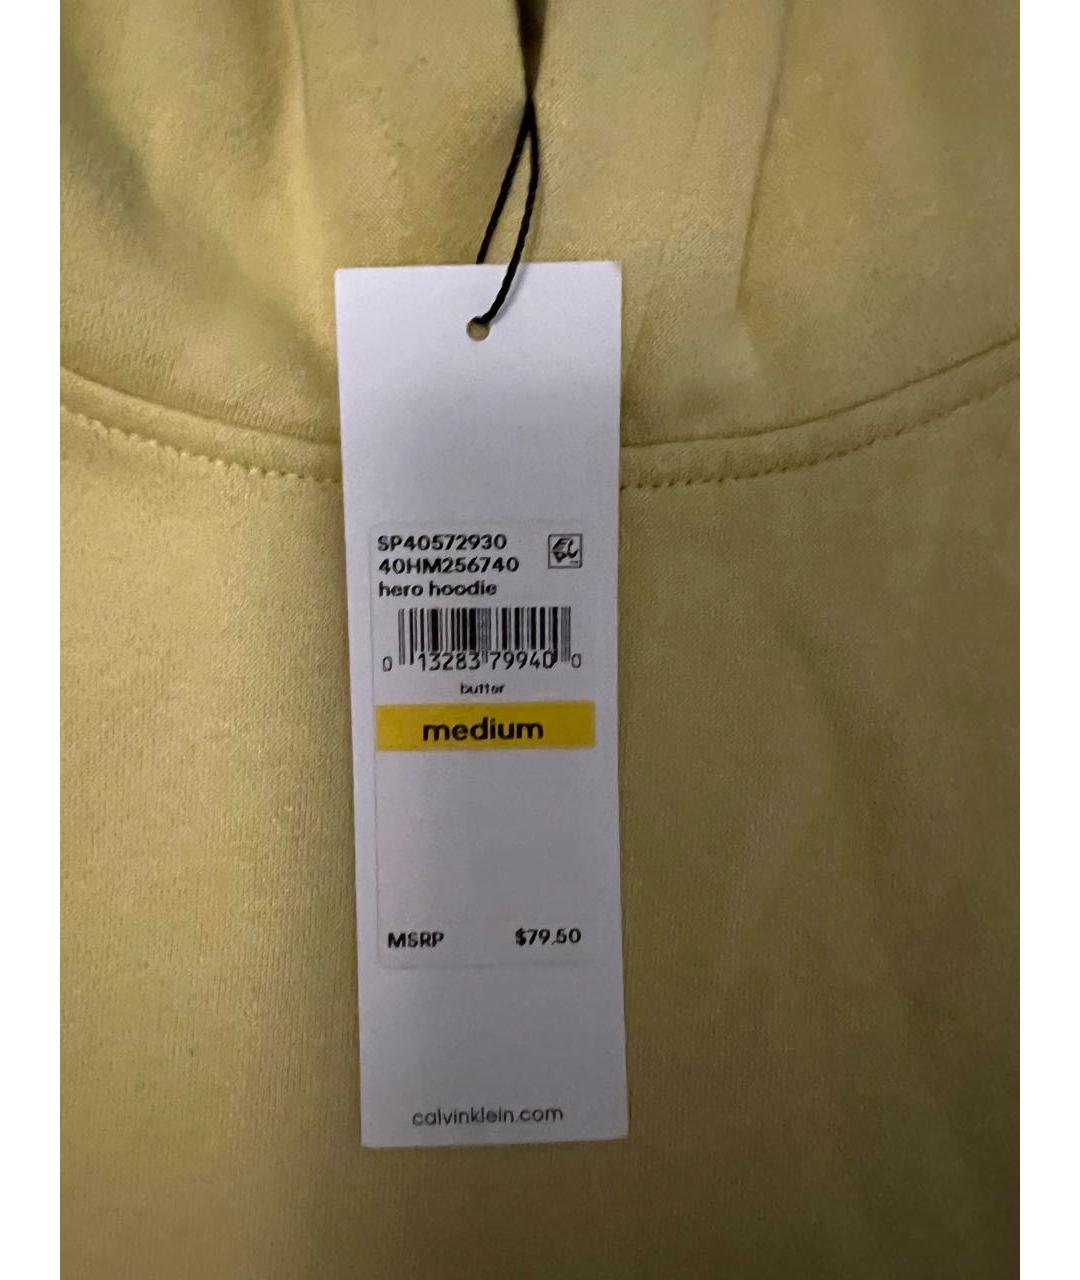 SP40572930
40HM256740
hero hoodie
0 13283 79940 0
butter
medium
MSRP $79.50
calvinklein.com